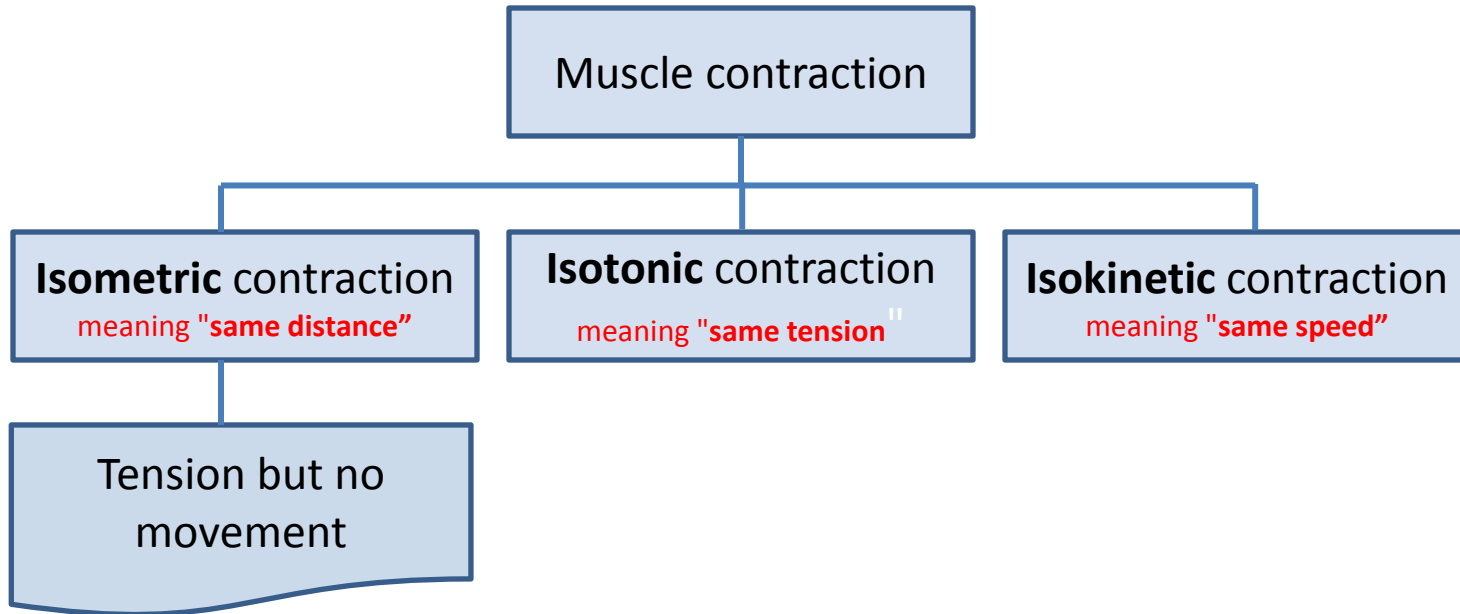 Muscle contraction
Isometric contraction
meaning "same distance”
Isotonic contraction
meaning "same tension"
Isokinetic contraction
meaning "same speed”
Tension but no
movement